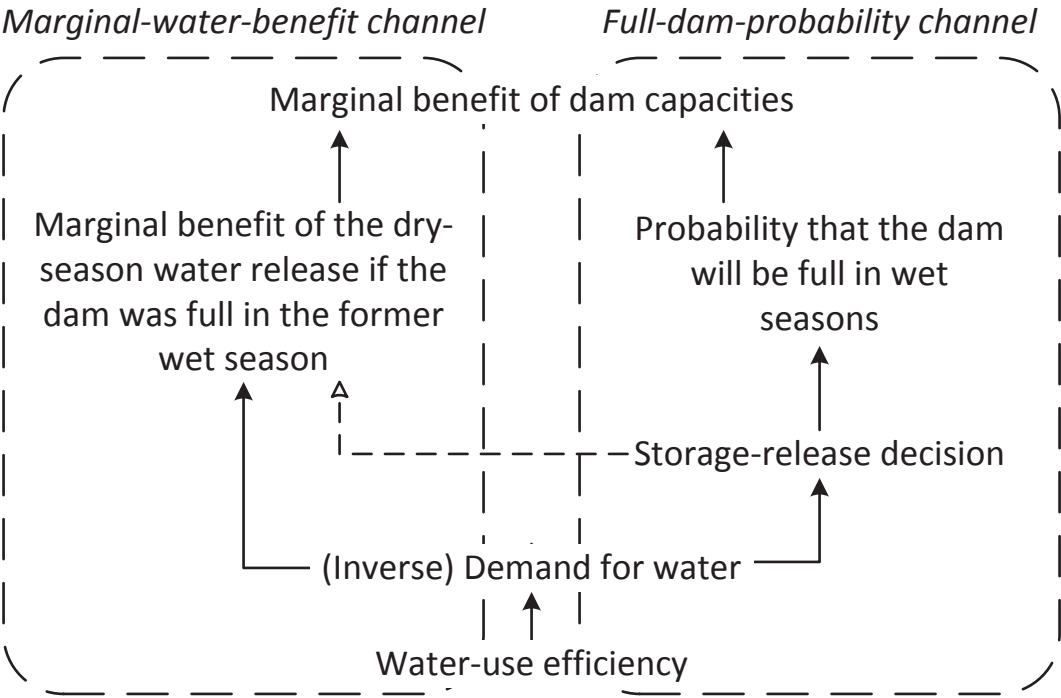 Marginal-water-benefit channel
Full-dam-probability channel
Marginal benefit of dam capacities
Marginal benefit of the dry-
season water release if the
dam was full in the former
wet season
Probability that the dam
will be full in wet
seasons
Storage-release decision
(Inverse) Demand for water
Water-use efficiency